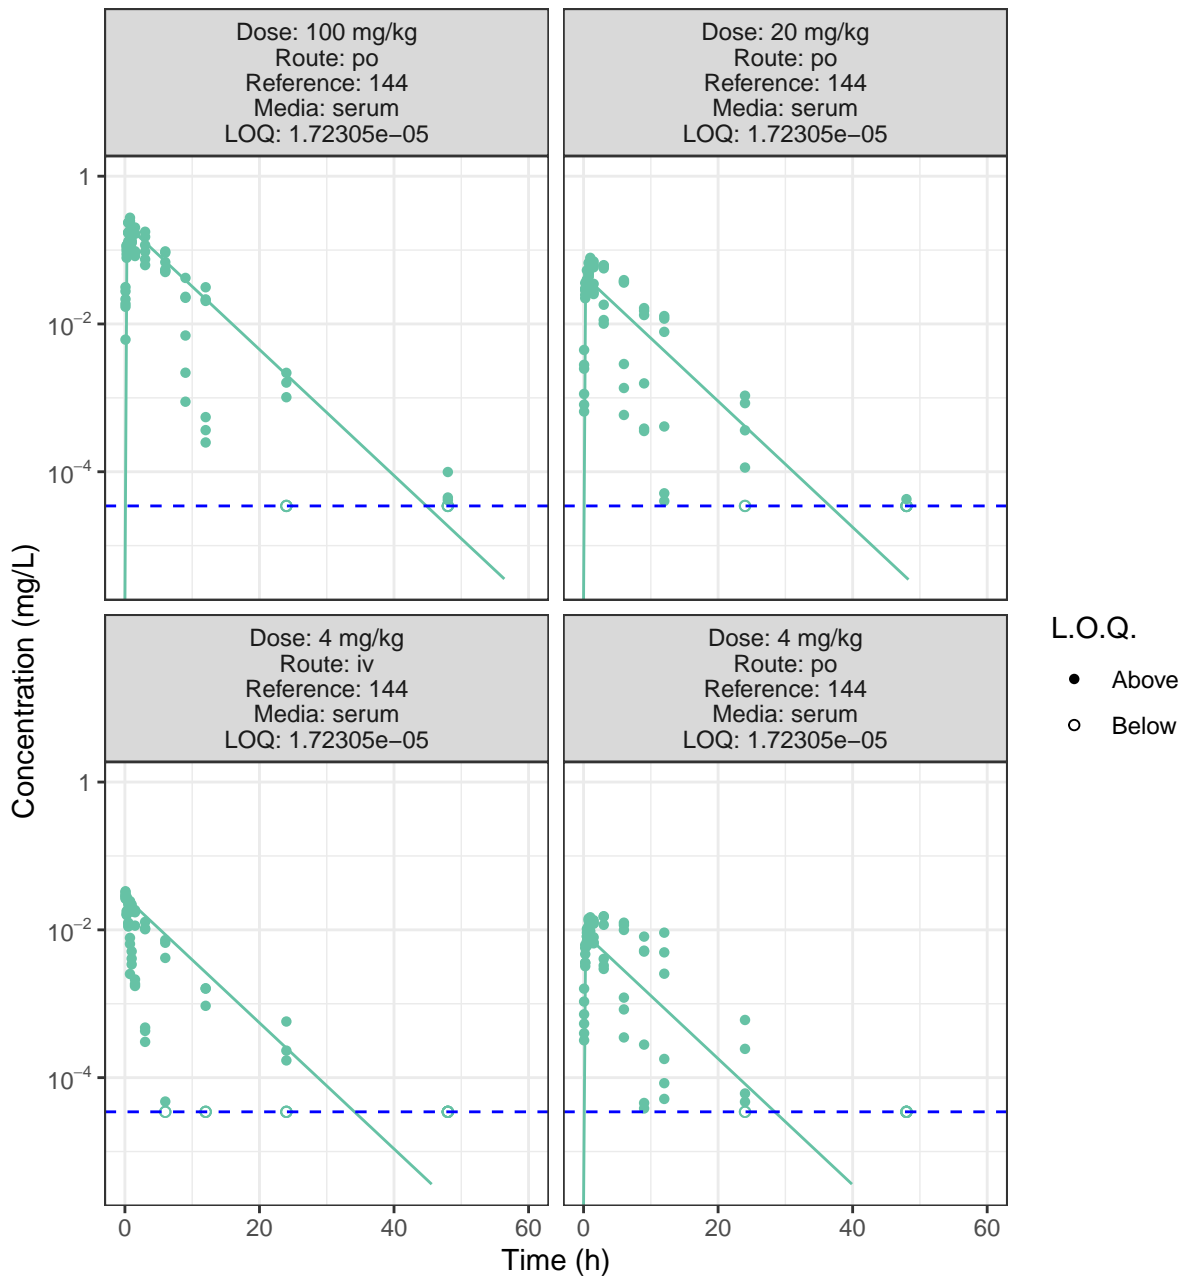 Dose: 100 mg/kg
Route: po
Reference: 144
Media: serum
LOQ: 1.72305e−05
Dose: 20 mg/kg
Route: po
Reference: 144
Media: serum
LOQ: 1.72305e−05
1
10−2
10−4
Dose: 4 mg/kg
Route: iv
Reference: 144
Media: serum
LOQ: 1.72305e−05
Dose: 4 mg/kg
Route: po
Reference: 144
Media: serum
LOQ: 1.72305e−05
1
10−2
10−4
0 20 40 60
0 20 40 60
Time (h)
Concentration (mg/L)
L.O.Q.
Above
Below